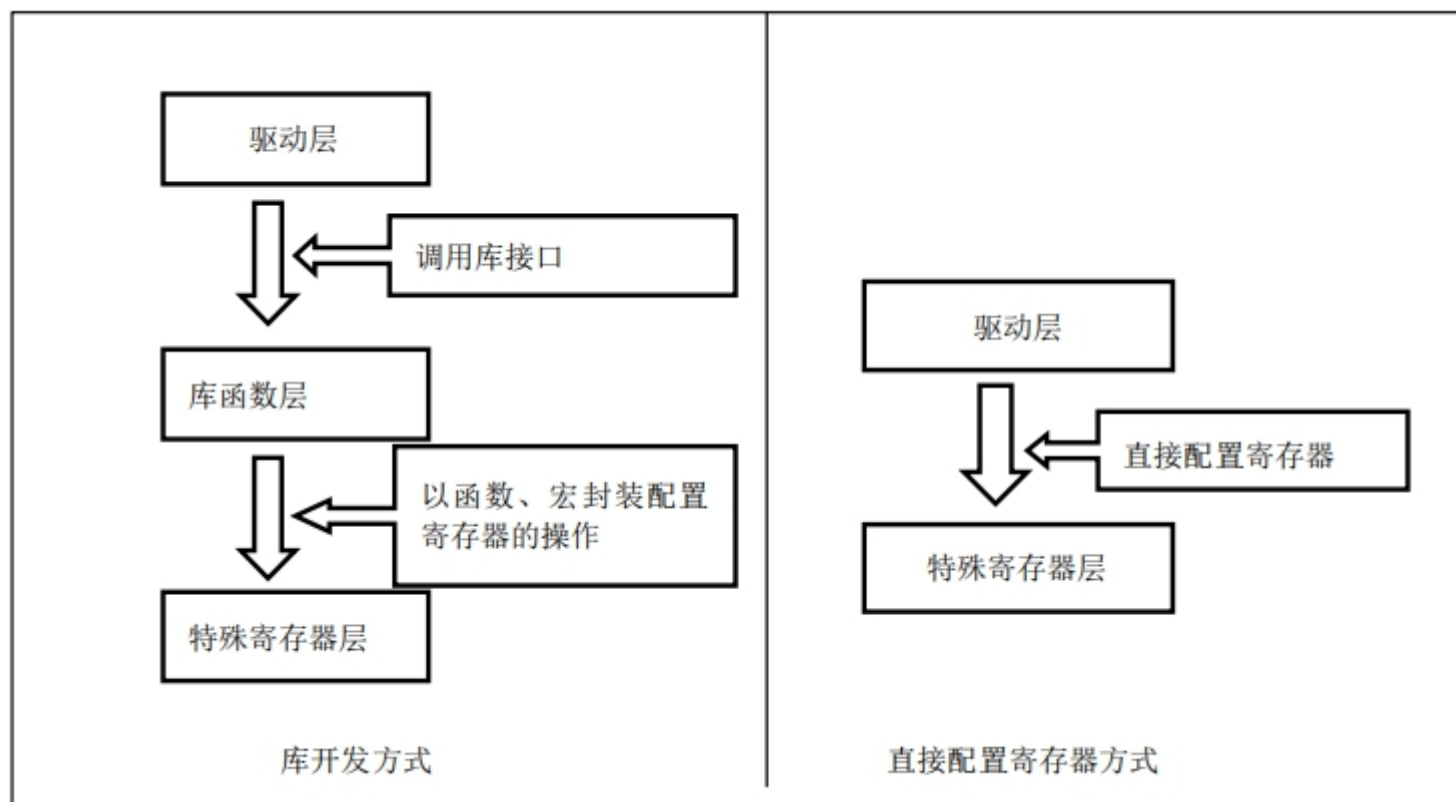 驱动层
调用库接口
库函数层
以函数、宏封装配置
寄存器的操作
特殊寄存器层
库开发方式
驱动层
直接配置寄存器
特殊寄存器层
直接配置寄存器方式